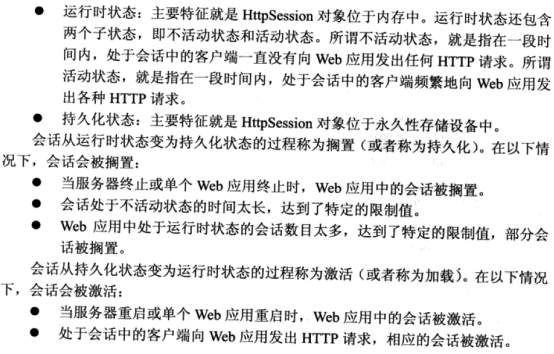 ● 运行时状态：主要特征就是 HttpSession 对象位于内存中。运行时状态还包含
两个子状态，即不活动状态和活动状态。所谓不活动状态，就是指在一段时
间内，处于会话中的客户端一直没有向 Web 应用发出任何 HTTP 请求。所谓
活动状态，就是指在一段时间内，处于会话中的客户端频繁地向 Web 应用发
出各种 HTTP 请求。
● 持久化状态：主要特征就是 HttpSession 对象位于永久性存储设备中。
会话从运行时状态变为持久化状态的过程称为搁置（或者称为持久化）。在以下情
况下，会话会被搁置：
● 当服务器终止或单个 Web 应用终止时，Web 应用中的会话被搁置。
● 会话处于不活动状态的时间太长，达到了特定的限制值。
● Web 应用中处于运行时状态的会话数目太多，达到了特定的限制值，部分会
话被搁置。
会话从持久化状态变为运行时状态的过程称为激活（或者称为加载）。在以下情况
下，会话会被激活：
● 当服务器重启或单个 Web 应用重启时，Web 应用中的会话被激活。
● 处于会话中的客户端向 Web 应用发出 HTTP 请求，相应的会话被激活。